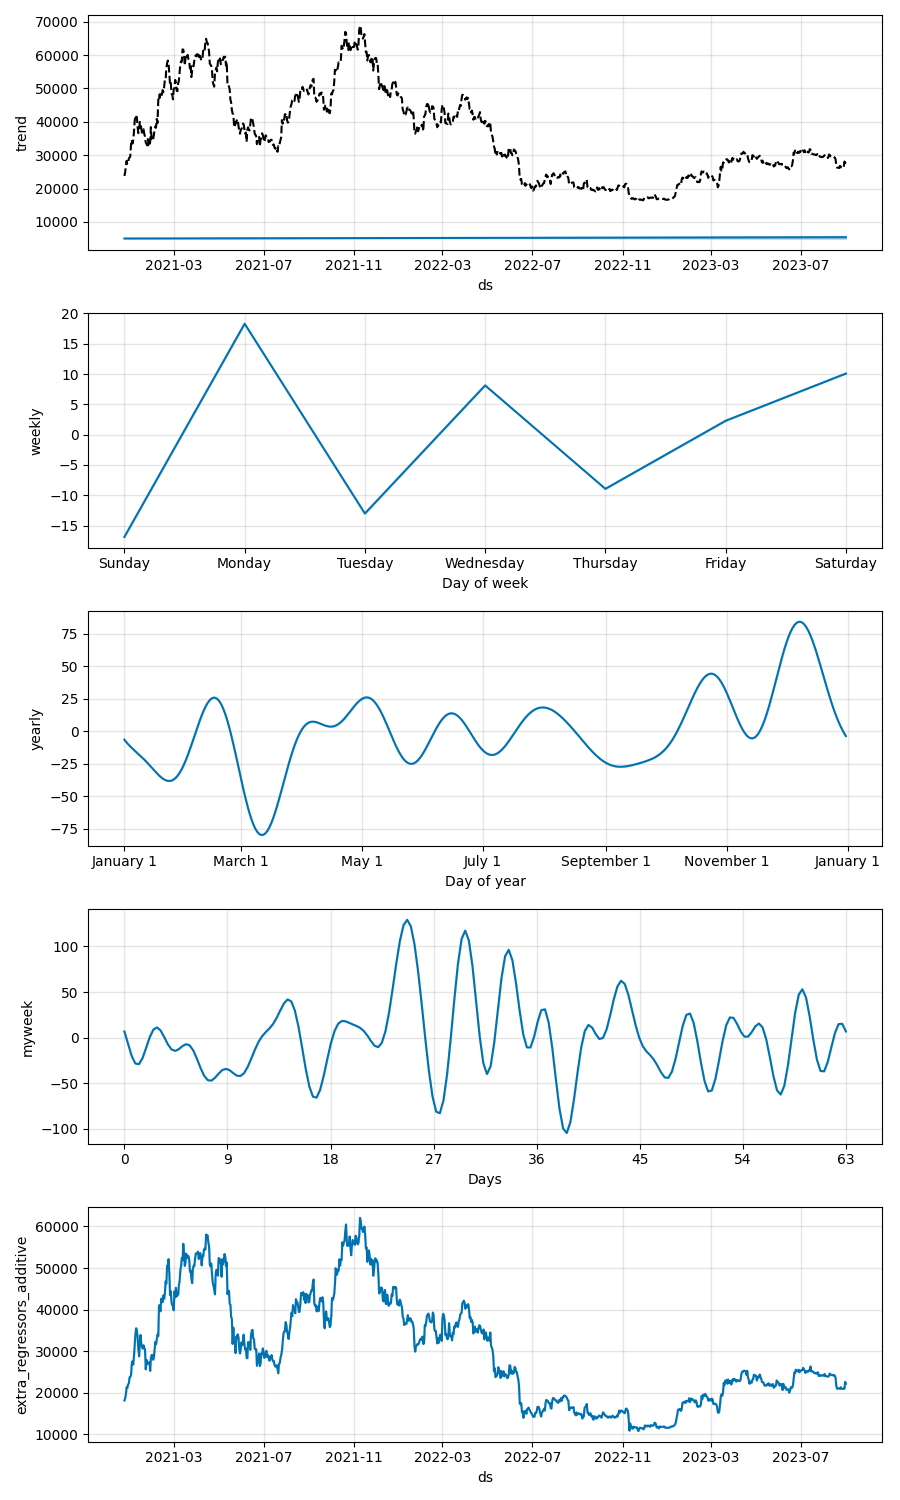 70000
60000
50000
40000
30000
20000
10000
trend
2021-03 2021-07 2021-11 2022-03 2022-07 2022-11 2023-03 2023-07
ds
20
15
10
5
0
−5
−10
−15
weekly
Sunday Monday Tuesday Wednesday Thursday Friday Saturday
Day of week
75
50
25
0
−25
−50
−75
yearly
January 1 March 1 May 1 July 1 September 1 November 1 January 1
Day of year
100
50
0
−50
−100
myweek
0 9 18 27 36 45 54 63
Days
60000
50000
40000
30000
20000
10000
extra_regressors_additive
2021-03 2021-07 2021-11 2022-03 2022-07 2022-11 2023-03 2023-07
ds